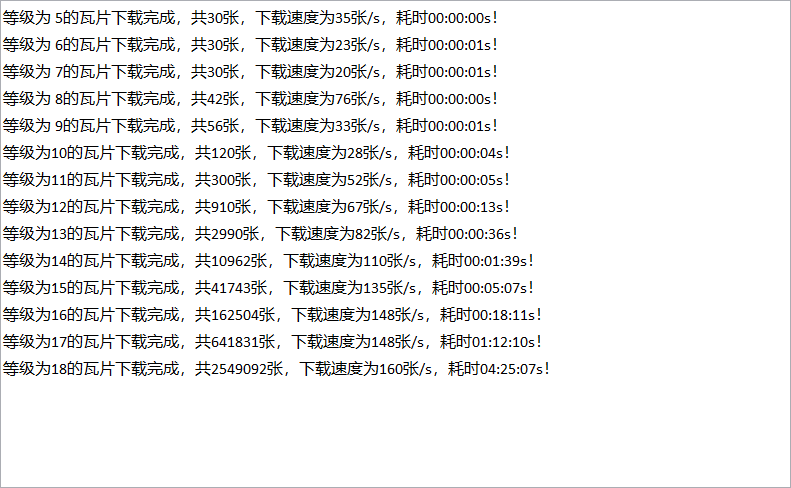 等级为 5的瓦片下载完成，共30张，下载速度为35张/s，耗时00:00:00s！
等级为 6的瓦片下载完成，共30张，下载速度为23张/s，耗时00:00:01s！
等级为 7的瓦片下载完成，共30张，下载速度为20张/s，耗时00:00:01s！
等级为 8的瓦片下载完成，共42张，下载速度为76张/s，耗时00:00:00s！
等级为 9的瓦片下载完成，共56张，下载速度为33张/s，耗时00:00:01s！
等级为10的瓦片下载完成，共120张，下载速度为28张/s，耗时00:00:04s！
等级为11的瓦片下载完成，共300张，下载速度为52张/s，耗时00:00:05s！
等级为12的瓦片下载完成，共910张，下载速度为67张/s，耗时00:00:13s！
等级为13的瓦片下载完成，共2990张，下载速度为82张/s，耗时00:00:36s！
等级为14的瓦片下载完成，共10962张，下载速度为110张/s，耗时00:01:39s！
等级为15的瓦片下载完成，共41743张，下载速度为135张/s，耗时00:05:07s！
等级为16的瓦片下载完成，共162504张，下载速度为148张/s，耗时00:18:11s！
等级为17的瓦片下载完成，共641831张，下载速度为148张/s，耗时01:12:10s！
等级为18的瓦片下载完成，共2549092张，下载速度为160张/s，耗时04:25:07s！